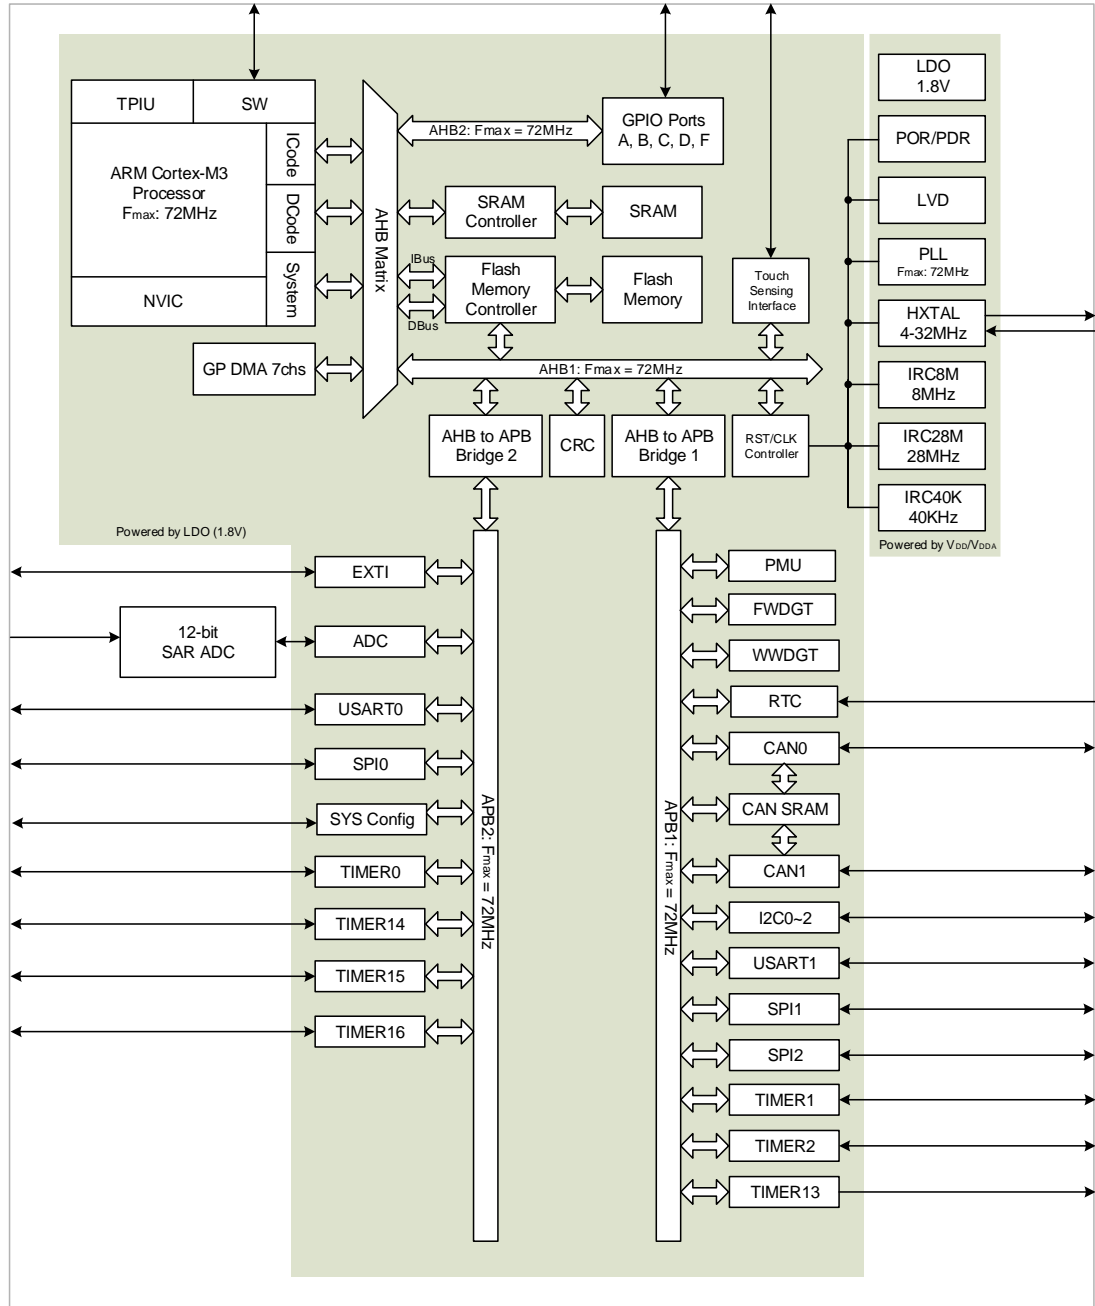 TPIU
SW
ARM Cortex-M3
Processor
Fmax: 72MHz
ICode
DCode
System
NVIC
GP DMA 7chs
AHB Matrix
AHB2: Fmax = 72MHz
GPIO Ports
A, B, C, D, F
SRAM
Controller
SRAM
IBus
DBus
Flash
Memory
Controller
Flash
Memory
Touch
Sensing
Interface
AHB1: Fmax = 72MHz
AHB to APB
Bridge 2
CRC
AHB to APB
Bridge 1
RST/CLK
Controller
LDO
1.8V
POR/PDR
LVD
PLL
Fmax: 72MHz
HXTAL
4-32MHz
IRC8M
8MHz
IRC28M
28MHz
IRC40K
40KHz
Powered by VDD/VDDA
Powered by LDO (1.8V)
EXTI
12-bit
SAR ADC
ADC
USART0
SPI0
SYS Config
TIMER0
TIMER14
TIMER15
TIMER16
APB2: Fmax = 72MHz
APB1: Fmax = 72MHz
PMU
FWDGT
WWDGT
RTC
CAN0
CAN SRAM
CAN1
I2C0~2
USART1
SPI1
SPI2
TIMER1
TIMER2
TIMER13